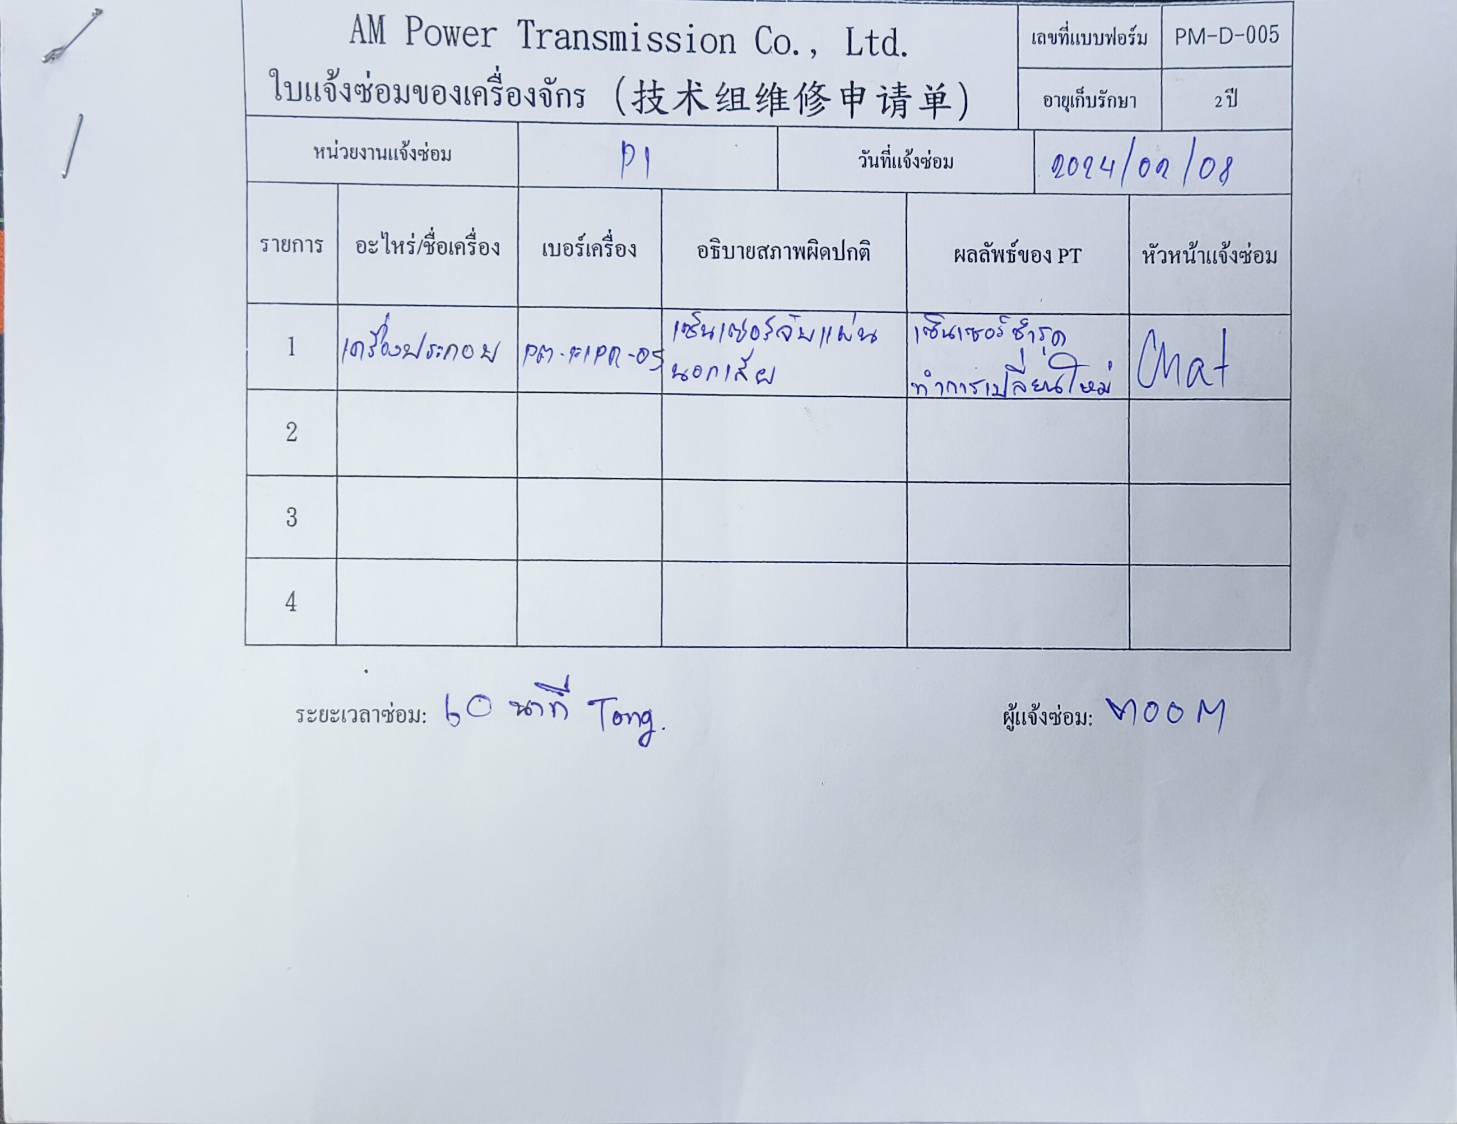 AM Power Transmission Co., Ltd.
ใบแจ้งซ่อมของเครื่องจักร (技术组维修申请单)
เลขที่แบบฟอร์ม PM-D-005
อายุเก็บรักษา 2 ปี
หน่วยงานแจ้งซ่อม P1 วันที่แจ้งซ่อม 2024/02/08
รายการ อะไหร่/ชื่อเครื่อง เบอร์เครื่อง อธิบายสภาพผิดปกติ ผลลัพธ์ของ PT หัวหน้าแจ้งซ่อม
1 เครื่องประกอบ เซ็นเซอร์จับแผ่น เซ็นเซอร์ชำรุด Chat
นอกเสีย ทำการเปลี่ยนใหม่
2
3
4
ระยะเวลาซ่อม: 60 นาที Tong. ผู้แจ้งซ่อม: